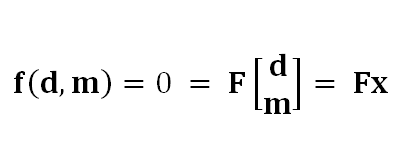 f(d, m) = 0 = F [d m] = Fx